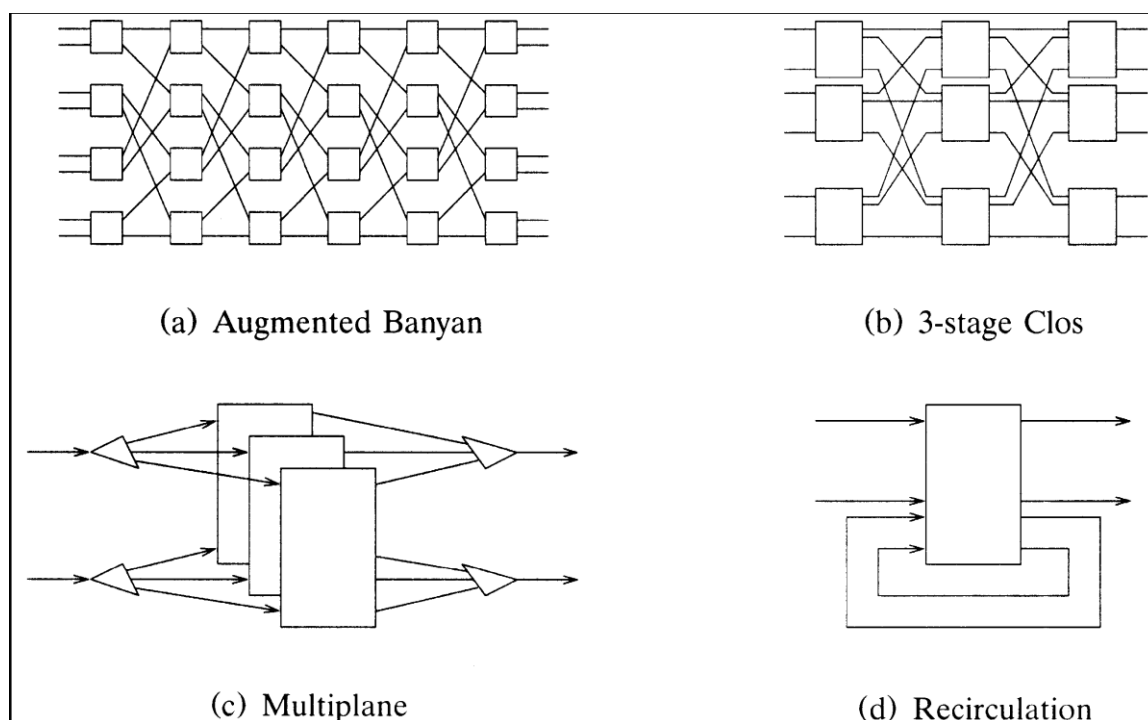 (a) Augmented Banyan
(b) 3-stage Clos
(c) Multiplane
(d) Recirculation